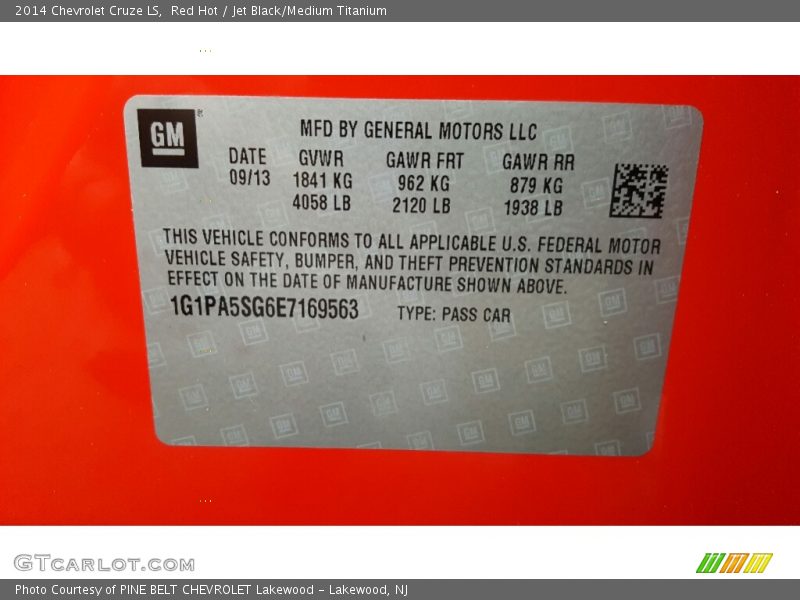 2014 Chevrolet Cruze LS,  Red Hot / Jet Black/Medium Titanium
GM
MFD BY GENERAL MOTORS LLC
DATE GVWR GAWR FRT GAWR RR
09/13 1841 KG 962 KG 879 KG
4058 LB 2120 LB 1938 LB
THIS VEHICLE CONFORMS TO ALL APPLICABLE U.S. FEDERAL MOTOR
VEHICLE SAFETY, BUMPER, AND THEFT PREVENTION STANDARDS IN
EFFECT ON THE DATE OF MANUFACTURE SHOWN ABOVE.
1G1PA5SG6E7169563 TYPE: PASS CAR
GTCARLOT.COM
Photo Courtesy of PINE BELT CHEVROLET Lakewood - Lakewood, NJ